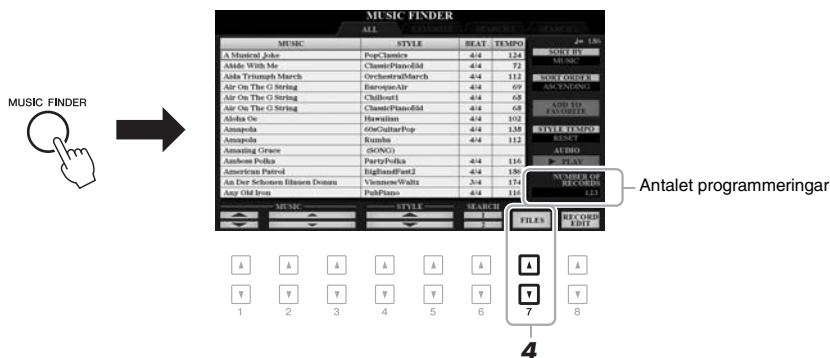 MUSIC FINDER
MUSIC FINDER
ALL FAVORITE SEARCH1 SEARCH2
MUSIC STYLE BEAT TEMPO
A Musical Joke PopClassics 4/4 124
Abide With Me ClassicPianoBld 4/4 72
Aida Triumph March OrchestralMarch 4/4 112
Air On The G String BaroqueAir 4/4 69
Air On The G String Chillout1 4/4 68
Air On The G String ClassicPianoBld 4/4 68
Aloha Oe Hawaiian 4/4 102
Amapola 60sGuitarPop 4/4 138
Amapola Rumba 4/4 112
Amazing Grace (SONG)
Amboss Polka PartyPolka 4/4 116
American Patrol BigBandFast2 4/4 186
An Der Schonen Blauen Donau VienneseWaltz 3/4 174
Any Old Iron PubPiano 4/4 116
SORT BY
MUSIC
SORT ORDER
ASCENDING
ADD TO
FAVORITE
STYLE TEMPO
RESET
AUDIO
PLAY
NUMBER OF
RECORDS
123
Antalet programmeringar
MUSIC STYLE SEARCH
1
2
FILES
RECORD
EDIT
1 2 3 4 5 6 7 8
4